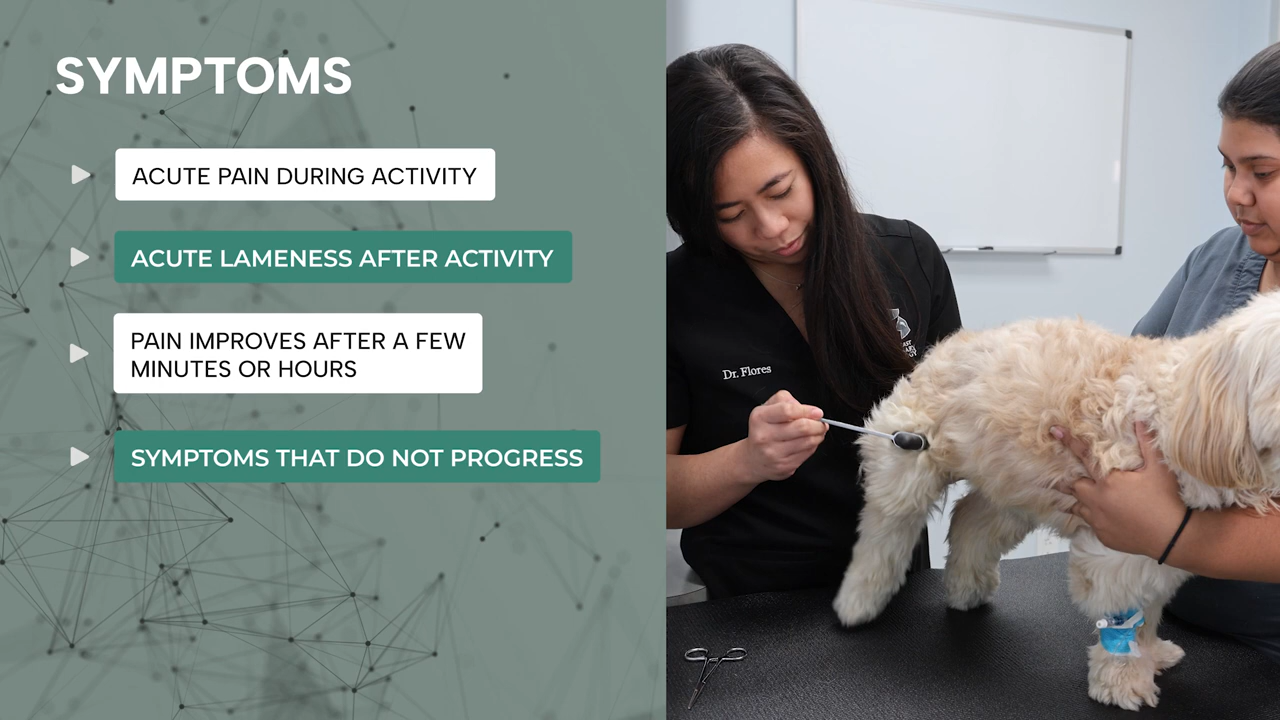 SYMPTOMS
ACUTE PAIN DURING ACTIVITY
ACUTE LAMENESS AFTER ACTIVITY
PAIN IMPROVES AFTER A FEW
MINUTES OR HOURS
SYMPTOMS THAT DO NOT PROGRESS
Dr. Flores